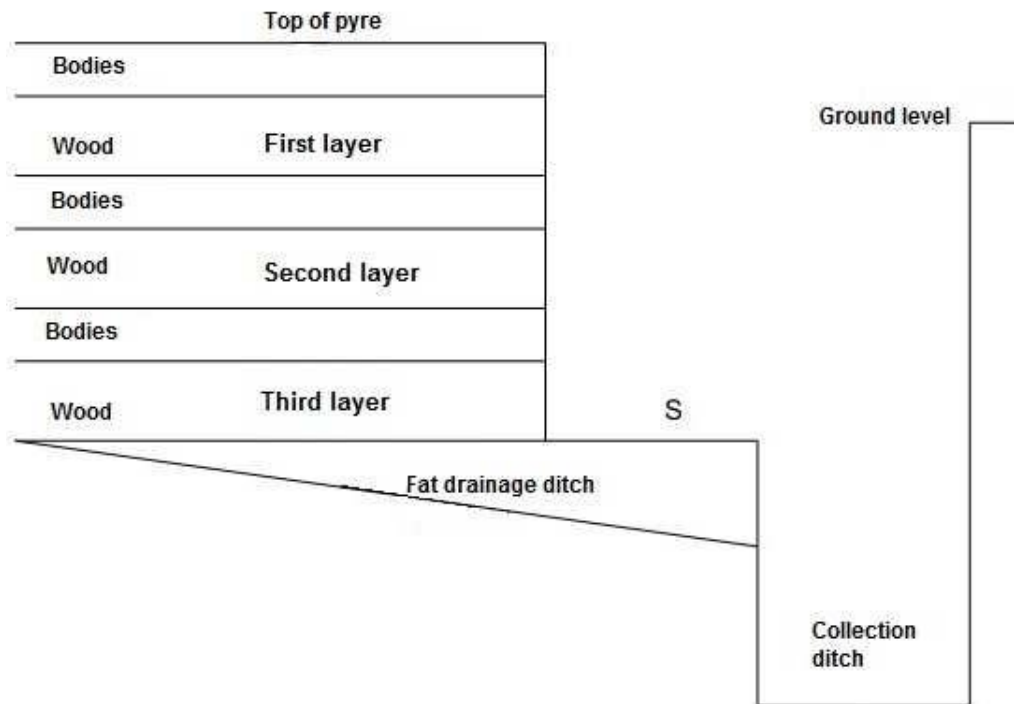 Top of pyre
Bodies
Ground level
Wood First layer
Bodies
Wood Second layer
Bodies
Wood Third layer
S
Fat drainage ditch
Collection
ditch